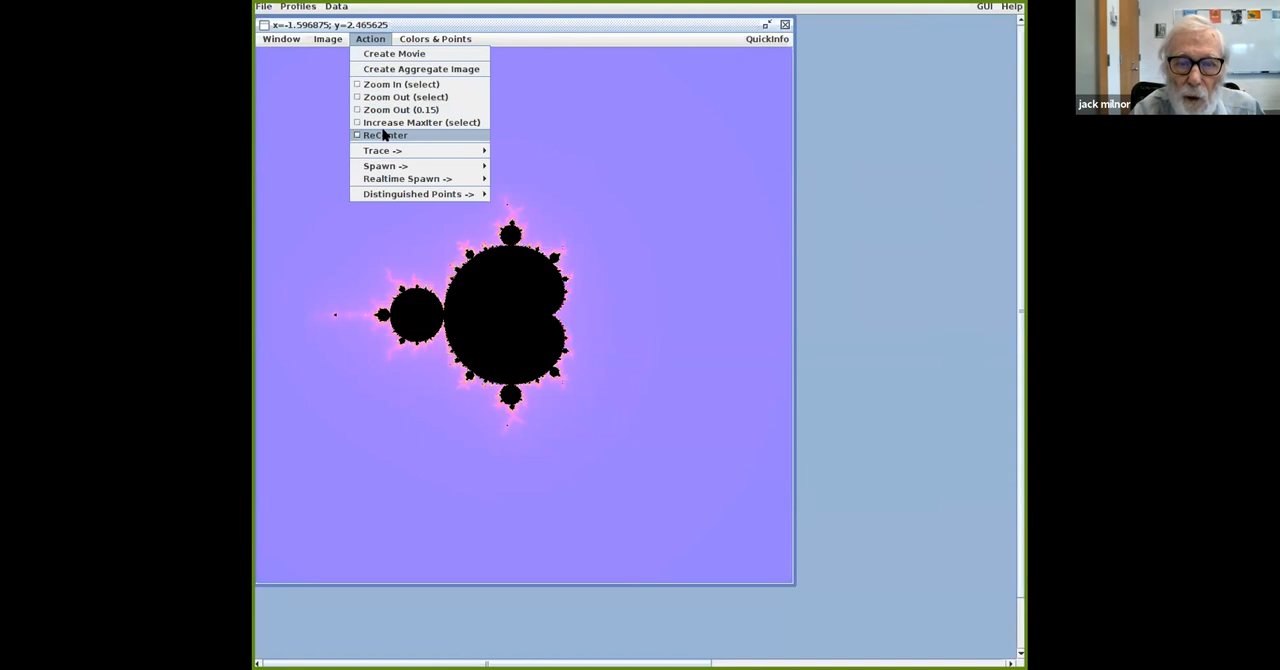 File Profiles Data GUI Help
x=-1.596875; y=2.465625
Window Image Action Colors & Points QuickInfo
Create Movie
Create Aggregate Image
Zoom In (select)
Zoom Out (select)
Zoom Out (0.15)
Increase MaxIter (select)
ReCenter
Trace ->
Spawn ->
Realtime Spawn ->
Distinguished Points ->
jack milnor